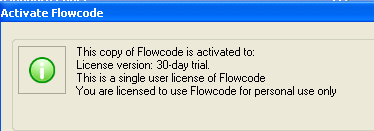 Activate Flowcode
This copy of Flowcode is activated to:
License version: 30-day trial.
This is a single user license of Flowcode
You are licensed to use Flowcode for personal use only